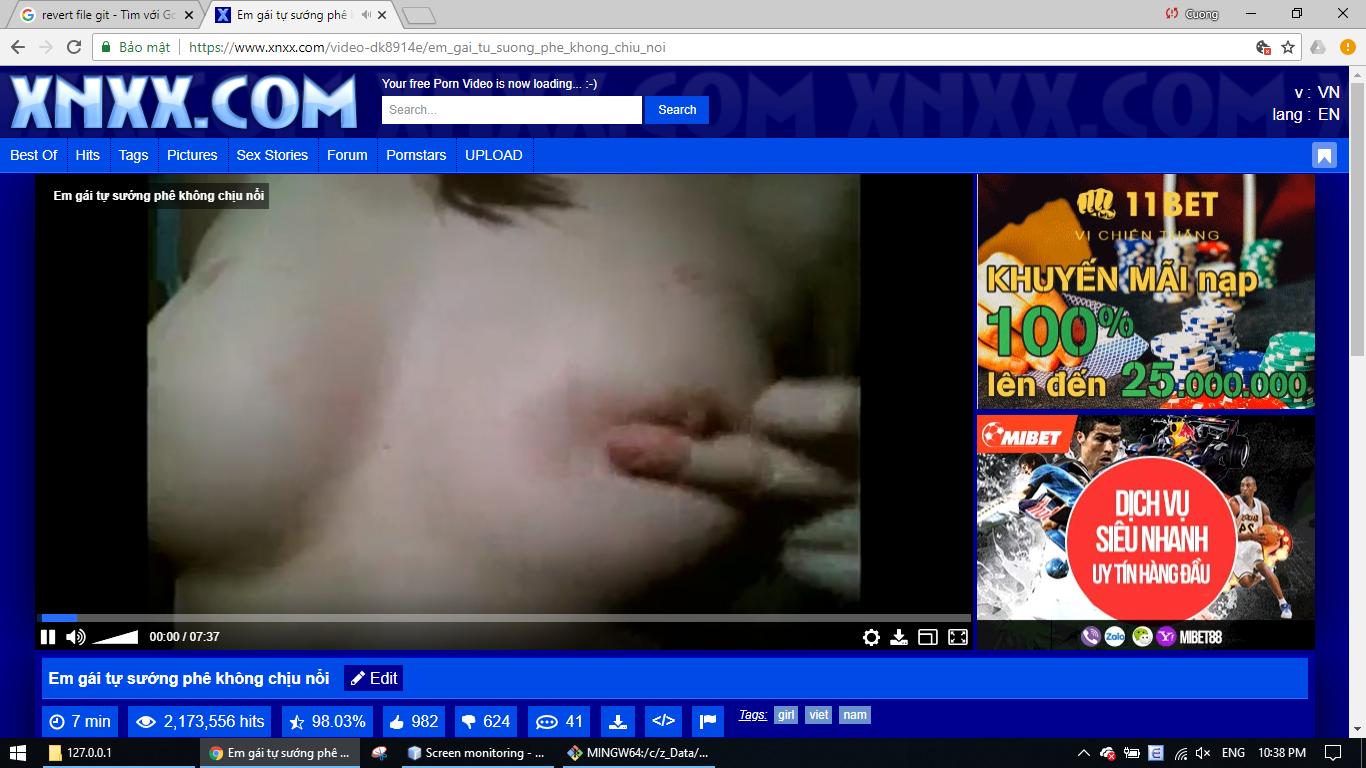 revert file git - Tìm với Go
Em gái tự sướng phê k
Cuong
Bảo mật
https://www.xnxx.com/video-dk8914e/em_gai_tu_suong_phe_khong_chiu_noi
XNXX.COM
Your free Porn Video is now loading... :-)
Search...
Search
v : VN
lang : EN
Best Of
Hits
Tags
Pictures
Sex Stories
Forum
Pornstars
UPLOAD
Em gái tự sướng phê không chịu nổi
00:00 / 07:37
11BET
VỊ CHIẾN THẮNG
KHUYẾN MÃI nạp
100%
lên đến 25.000.000
MIBET
DỊCH VỤ
SIÊU NHANH
UY TÍN HÀNG ĐẦU
Zalo
MIBET88
Em gái tự sướng phê không chịu nổi
Edit
7 min
2,173,556 hits
98.03%
982
624
41
</>
Tags: girl viet nam
127.0.0.1
Em gái tự sướng phê ...
Screen monitoring - ...
MINGW64:/c/z_Data/...
ENG
10:38 PM